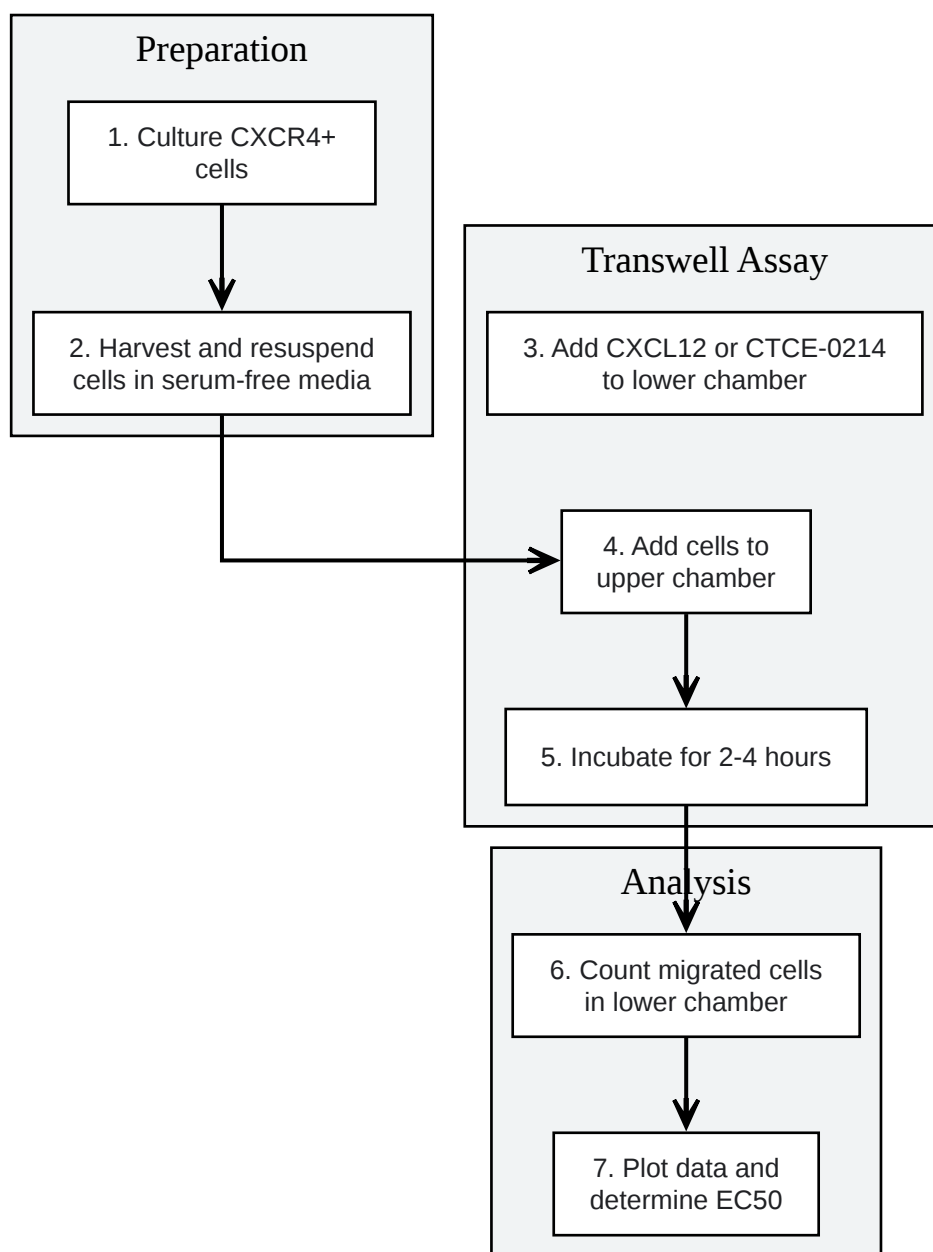 Preparation
1. Culture CXCR4+
cells
2. Harvest and resuspend
cells in serum-free media
Transwell Assay
3. Add CXCL12 or CTCE-0214
to lower chamber
4. Add cells to
upper chamber
5. Incubate for 2-4 hours
Analysis
6. Count migrated cells
in lower chamber
7. Plot data and
determine EC50